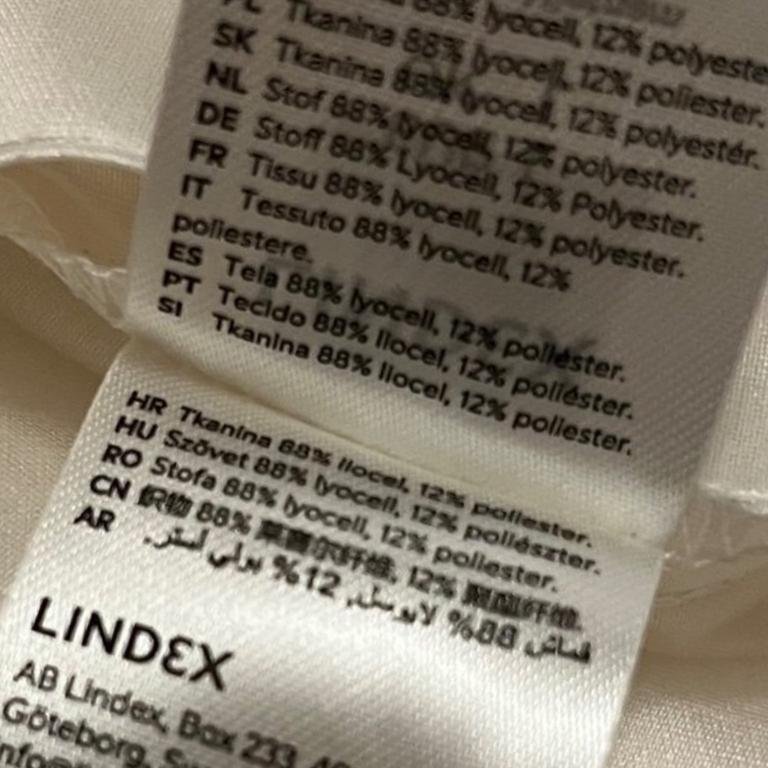 Tkanina 88% lyocell, 12% polyeste
SK Tkanina 88% lyocell, 12% poliester.
NL Stof 88% lyocell, 12% polyestér.
DE Stoff 88% Lyocell, 12% polyester.
FR Tissu 88% lyocell, 12% Polyester.
IT Tessuto 88% lyocell, 12% polyester.
poliestere.
ES Tela 88% lyocell, 12% poliéster.
PT Tecido 88% liocel, 12% poliéster.
SI Tkanina 88% liocel, 12% poliester.
HR Tkanina 88% liocel, 12% poliester.
HU Szövet 88% lyocell, 12% poliészter.
RO Stofa 88% lyocell, 12% poliester.
CN 织物 88% 莱赛尔纤维, 12% 聚酯纤维.
AR قماش 88% لايوسل, 12% بولي أستر.
LINDEX
AB Lindex, Box 233, 40
Göteborg, Sw